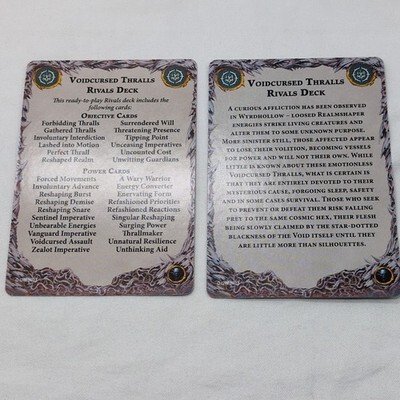 Voidcursed Thralls
Rivals Deck
This ready-to-play Rivals deck includes the
following cards:
Objective Cards
Forbidding Thralls
Gathered Thralls
Involuntary Interdiction
Lashed into Motion
Perfect Thrall
Reshaped Realm
Surrendered Will
Threatening Presence
Tipping Point
Unceasing Imperatives
Uncounted Cost
Unwitting Guardians
Power Cards
Forced Movements
Involuntary Advance
Burgeoning Reshaping
Reshaping Demise
Reshaping Snare
Sentinel Imperative
Unbearable Energies
Vanguard Imperative
Voidcursed Assault
Zealot Imperative
A Wary Warrior
Energy Converter
Enervating Form
Refashioned Priorities
Refashioned Reactions
Singular Reshaping
Surging Power
Thrallmaker
Unnatural Resilience
Unthinking Aid
Voidcursed Thralls
Rivals Deck
A curious affliction has been observed
in Wyrdhollow – loosed Realmshaper
energies strike living creatures and
alter them to some unknown purpose.
More sinister still, those affected appear
to lose their volition, becoming vessels
for power and will not their own. While
little is known of these emotionless
Voidcursed Thralls, what is certain is
that they are entirely devoted to their
mysterious cause, forgoing sleep, safety
and in some cases survival. Those who seek
to prevent or defeat them risk falling
prey to the same cosmic hex, their flesh
being slowly claimed by the star-dotted
blackness of the Void itself until they
are little more than silhouettes.